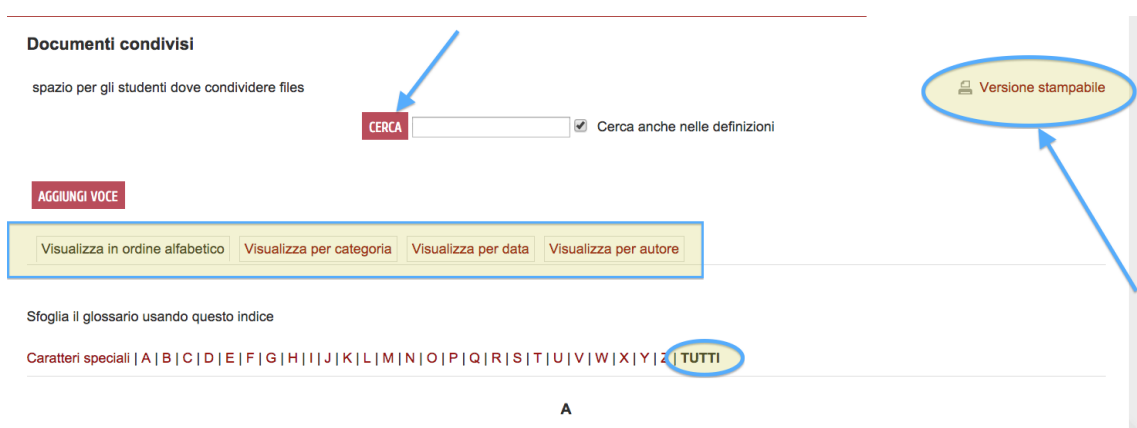 Documenti condivisi
spazio per gli studenti dove condividere files
Versione stampabile
CERCA Cerca anche nelle definizioni
AGGIUNGI VOCE
Visualizza in ordine alfabetico Visualizza per categoria Visualizza per data Visualizza per autore
Sfoglia il glossario usando questo indice
Caratteri speciali | A | B | C | D | E | F | G | H | I | J | K | L | M | N | O | P | Q | R | S | T | U | V | W | X | Y | Z | TUTTI
A